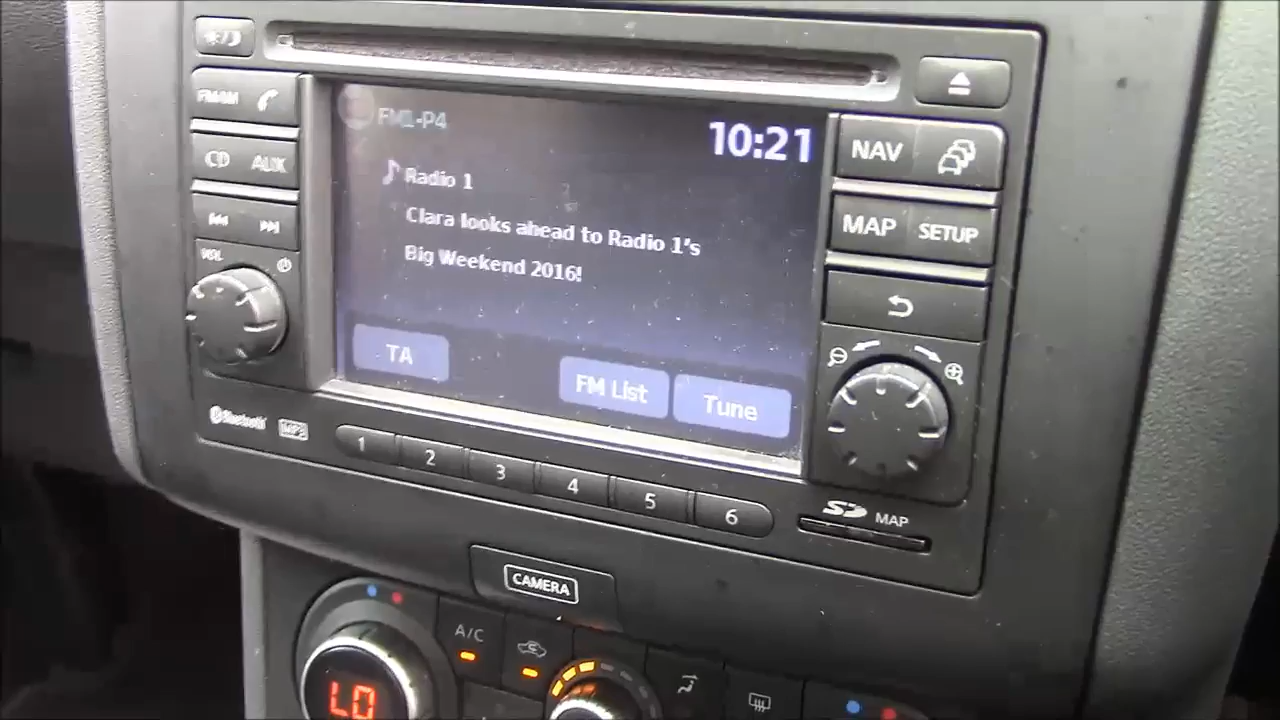 FM·AM
FM1-P4
10:21
NAV
CD AUX
Radio 1
Clara looks ahead to Radio 1's
Big Weekend 2016!
MAP SETUP
VOL
TA
FM List
Tune
Bluetooth MP3
1 2 3 4 5 6
SD MAP
CAMERA
A/C
LO